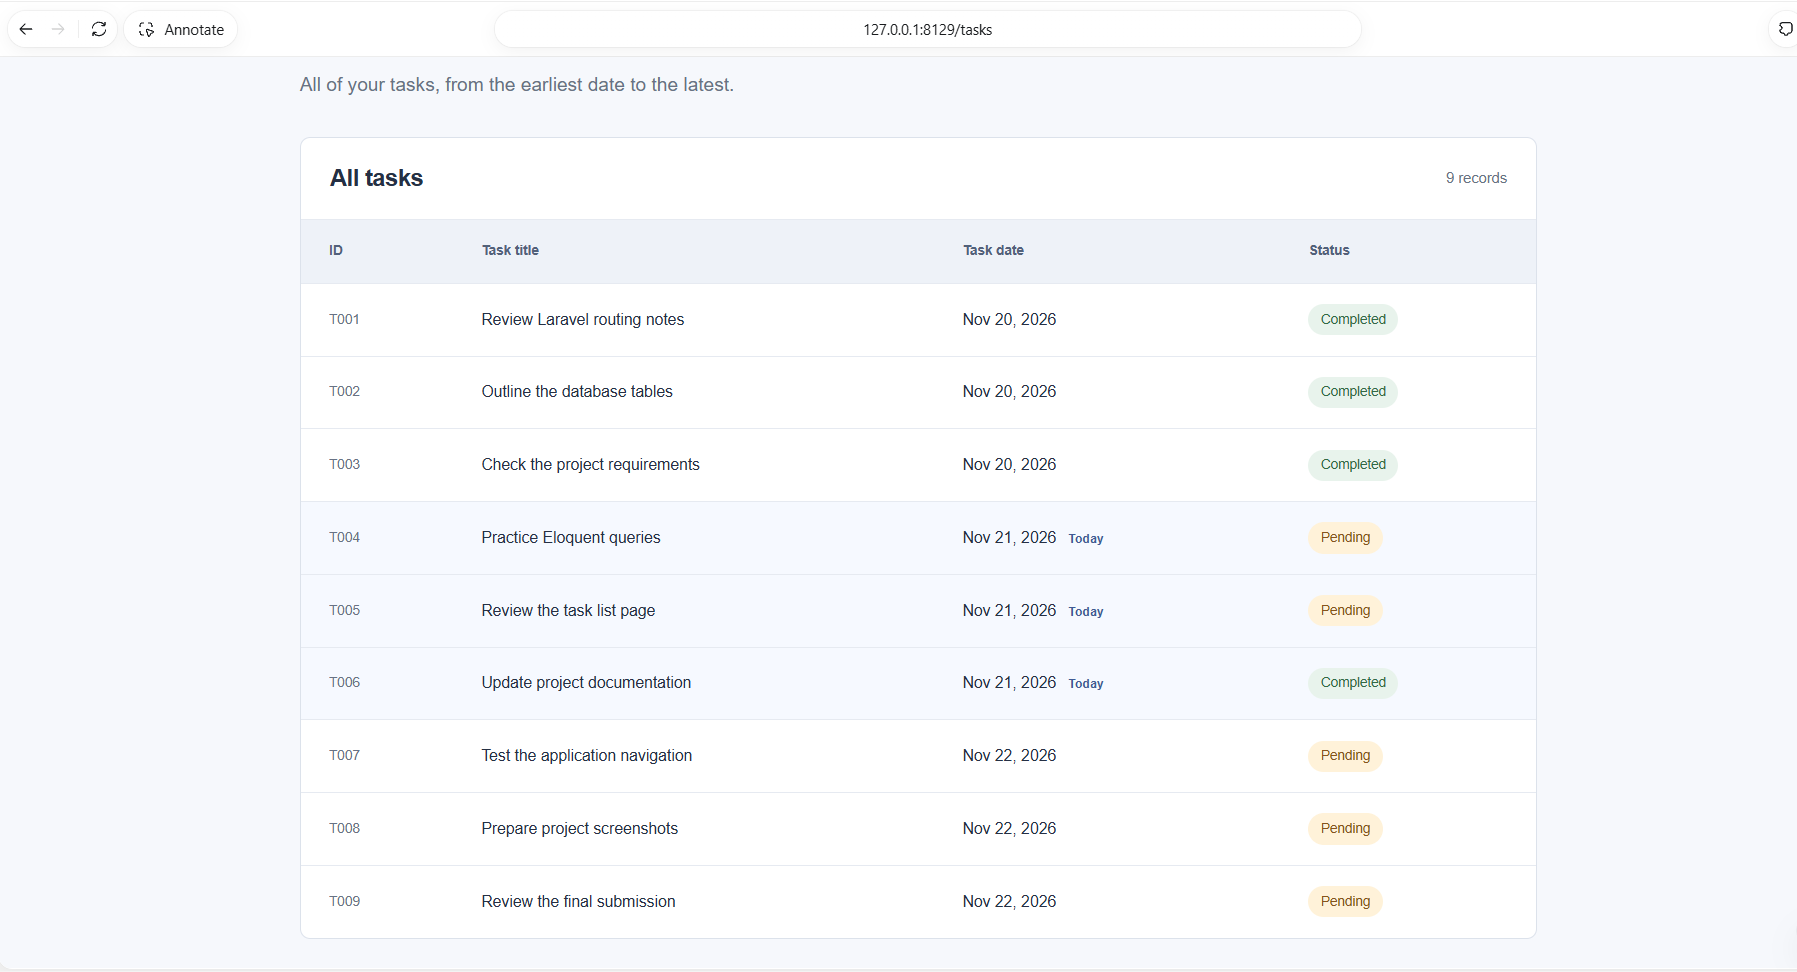 Annotate
127.0.0.1:8129/tasks
All of your tasks, from the earliest date to the latest.
All tasks
9 records
ID Task title Task date Status
T001 Review Laravel routing notes Nov 20, 2026 Completed
T002 Outline the database tables Nov 20, 2026 Completed
T003 Check the project requirements Nov 20, 2026 Completed
T004 Practice Eloquent queries Nov 21, 2026 Today Pending
T005 Review the task list page Nov 21, 2026 Today Pending
T006 Update project documentation Nov 21, 2026 Today Completed
T007 Test the application navigation Nov 22, 2026 Pending
T008 Prepare project screenshots Nov 22, 2026 Pending
T009 Review the final submission Nov 22, 2026 Pending